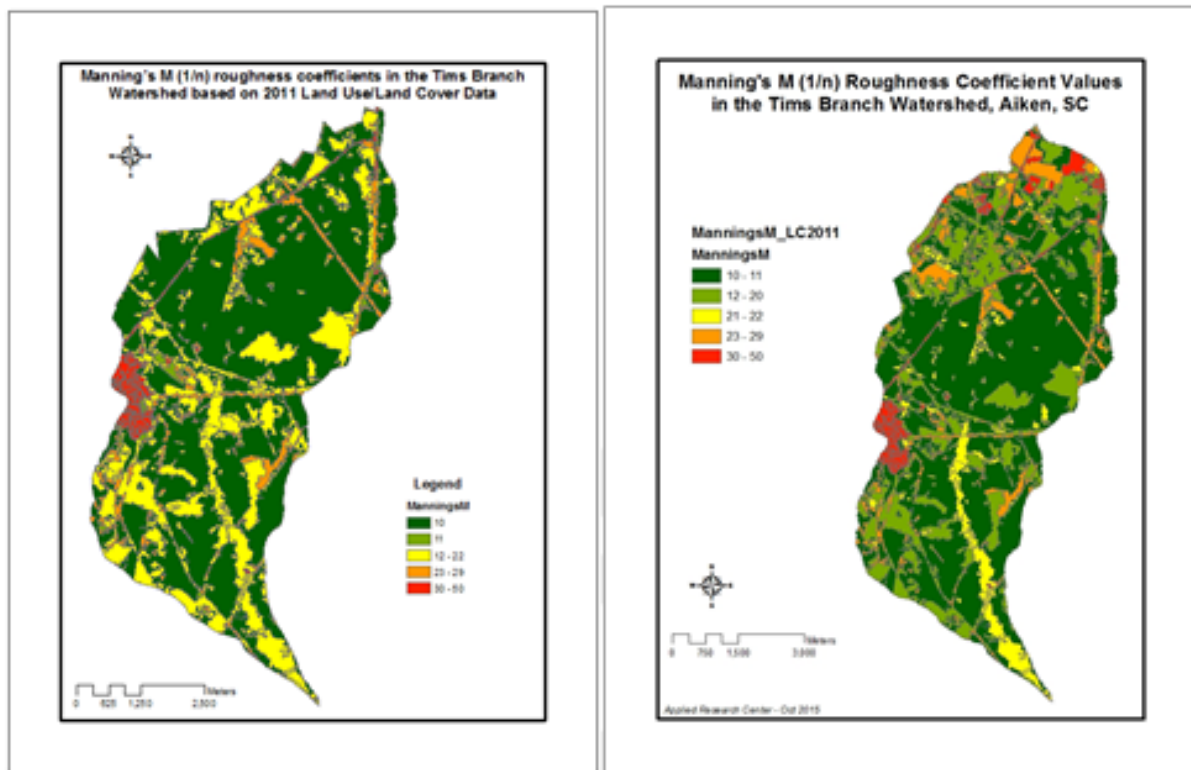 Manning's M (1/n) roughness coefficients in the Tims Branch
Watershed based on 2011 Land Use/Land Cover Data
Legend
ManningsM
10
11
12 - 22
23 - 29
30 - 50
Meters
0 625 1,250 2,500
Manning's M (1/n) Roughness Coefficient Values
in the Tims Branch Watershed, Aiken, SC
ManningsM_LC2011
ManningsM
10 - 11
12 - 20
21 - 22
23 - 29
30 - 50
Meters
0 750 1,500 3,000
Applied Research Center - Oct 2015